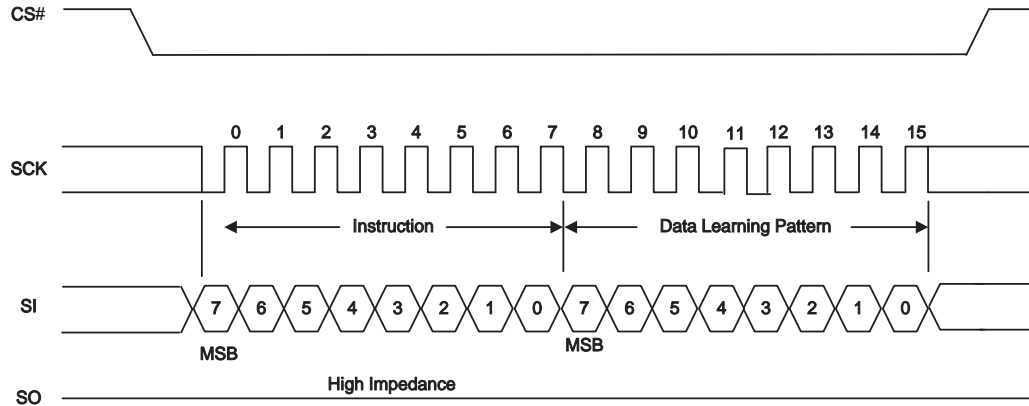 CS#
0 1 2 3 4 5 6 7 8 9 10 11 12 13 14 15
SCK
Instruction Data Learning Pattern
SI 7 6 5 4 3 2 1 0 7 6 5 4 3 2 1 0
MSB MSB
High Impedance
SO